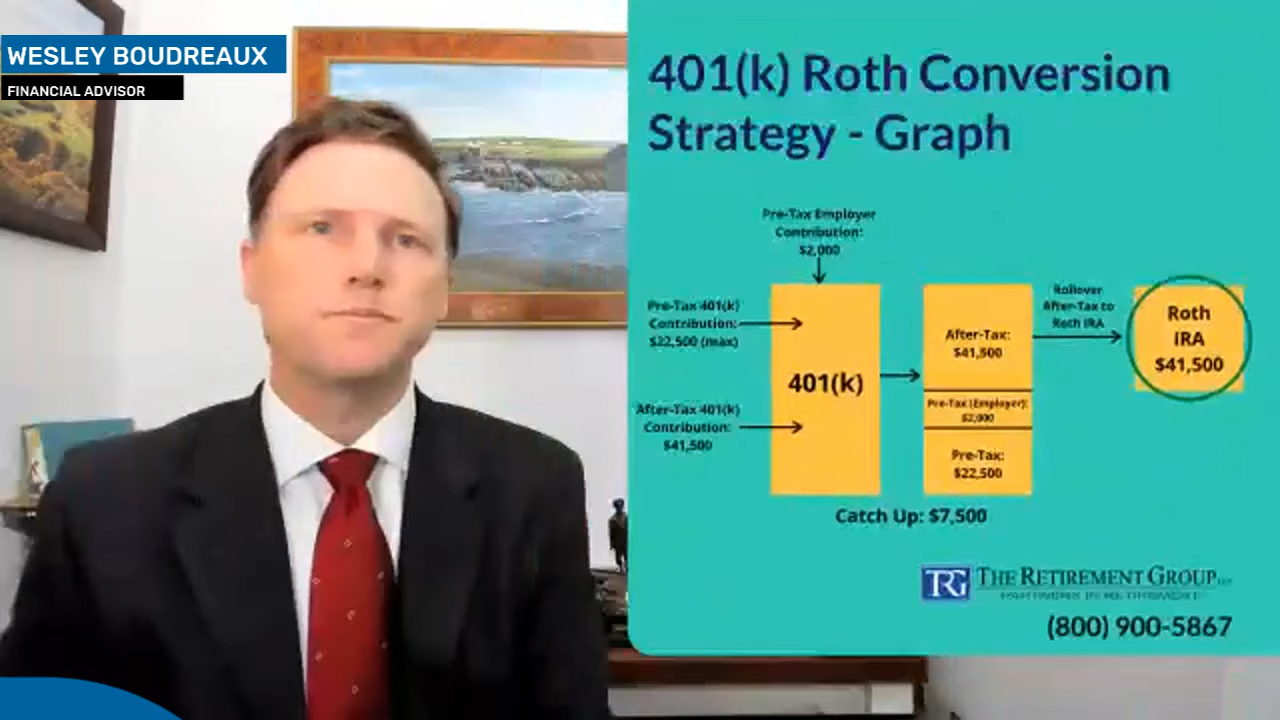 WESLEY BOUDREAUX
FINANCIAL ADVISOR
401(k) Roth Conversion
Strategy - Graph
Pre-Tax Employer
Contribution:
$2,000
Pre-Tax 401(k)
Contribution:
$22,500 (max)
After-Tax 401(k)
Contribution:
$41,500
401(k)
After-Tax:
$41,500
Pre-Tax (Employer):
$2,000
Pre-Tax:
$22,500
Rollover
After-Tax to
Roth IRA
Roth
IRA
$41,500
Catch Up: $7,500
TRG
THE RETIREMENT GROUP
(800) 900-5867